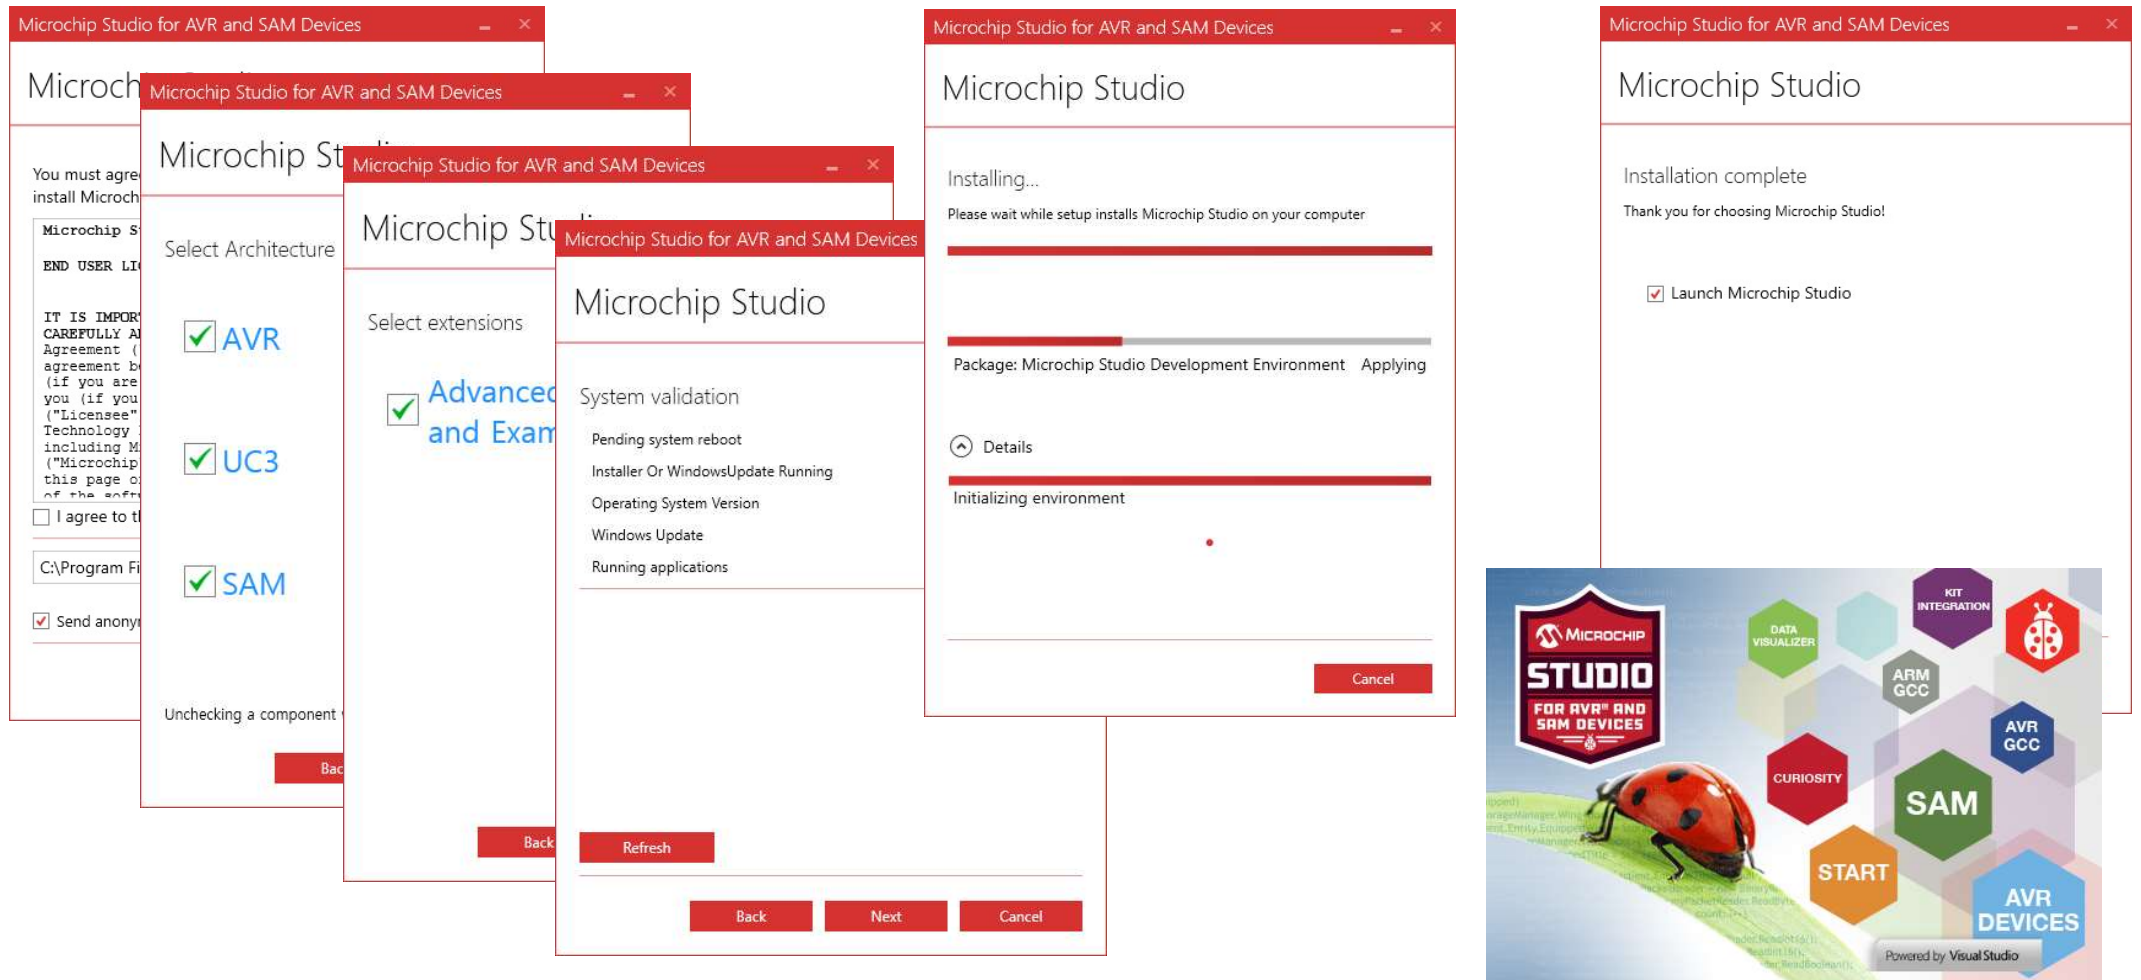 Microchip Studio for AVR and SAM Devices
Microch
You must agre
install Microch
Microchip S
END USER LI
IT IS IMPOR
CAREFULLY A
Agreement (
agreement b
(if you are
you (if you
("Licensee"
Technology
including M
("Microchip
this page o
of the soft
I agree to t
C:\Program Fi
Send anony
Microchip Studio for AVR and SAM Devices
Microchip St
Select Architecture
AVR
UC3
SAM
Unchecking a component
Bac
Microchip Studio for AVR and SAM Devices
Microchip Stu
Select extensions
Advanced
and Exam
Back
Microchip Studio for AVR and SAM Devices
Microchip Studio
System validation
Pending system reboot
Installer Or WindowsUpdate Running
Operating System Version
Windows Update
Running applications
Refresh
Back Next Cancel
Microchip Studio for AVR and SAM Devices
Microchip Studio
Installing...
Please wait while setup installs Microchip Studio on your computer
Package: Microchip Studio Development Environment Applying
Details
Initializing environment
Cancel
Microchip Studio for AVR and SAM Devices
Microchip Studio
Installation complete
Thank you for choosing Microchip Studio!
Launch Microchip Studio
MICROCHIP
STUDIO
FOR AVR® AND
SAM DEVICES
KIT
INTEGRATION
DATA
VISUALIZER
ARM
GCC
AVR
GCC
CURIOSITY
SAM
START
AVR
DEVICES
Powered by Visual Studio